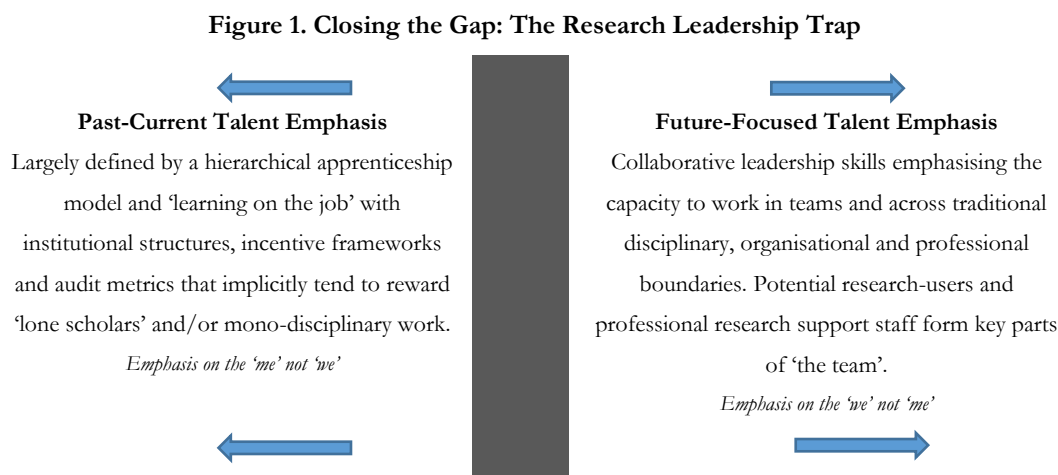 Figure 1. Closing the Gap: The Research Leadership Trap
Past-Current Talent Emphasis
Largely defined by a hierarchical apprenticeship
model and ‘learning on the job’ with
institutional structures, incentive frameworks
and audit metrics that implicitly tend to reward
‘lone scholars’ and/or mono-disciplinary work.
Emphasis on the ‘me’ not ‘we’
Future-Focused Talent Emphasis
Collaborative leadership skills emphasising the
capacity to work in teams and across traditional
disciplinary, organisational and professional
boundaries. Potential research-users and
professional research support staff form key parts
of ‘the team’.
Emphasis on the ‘we’ not ‘me’